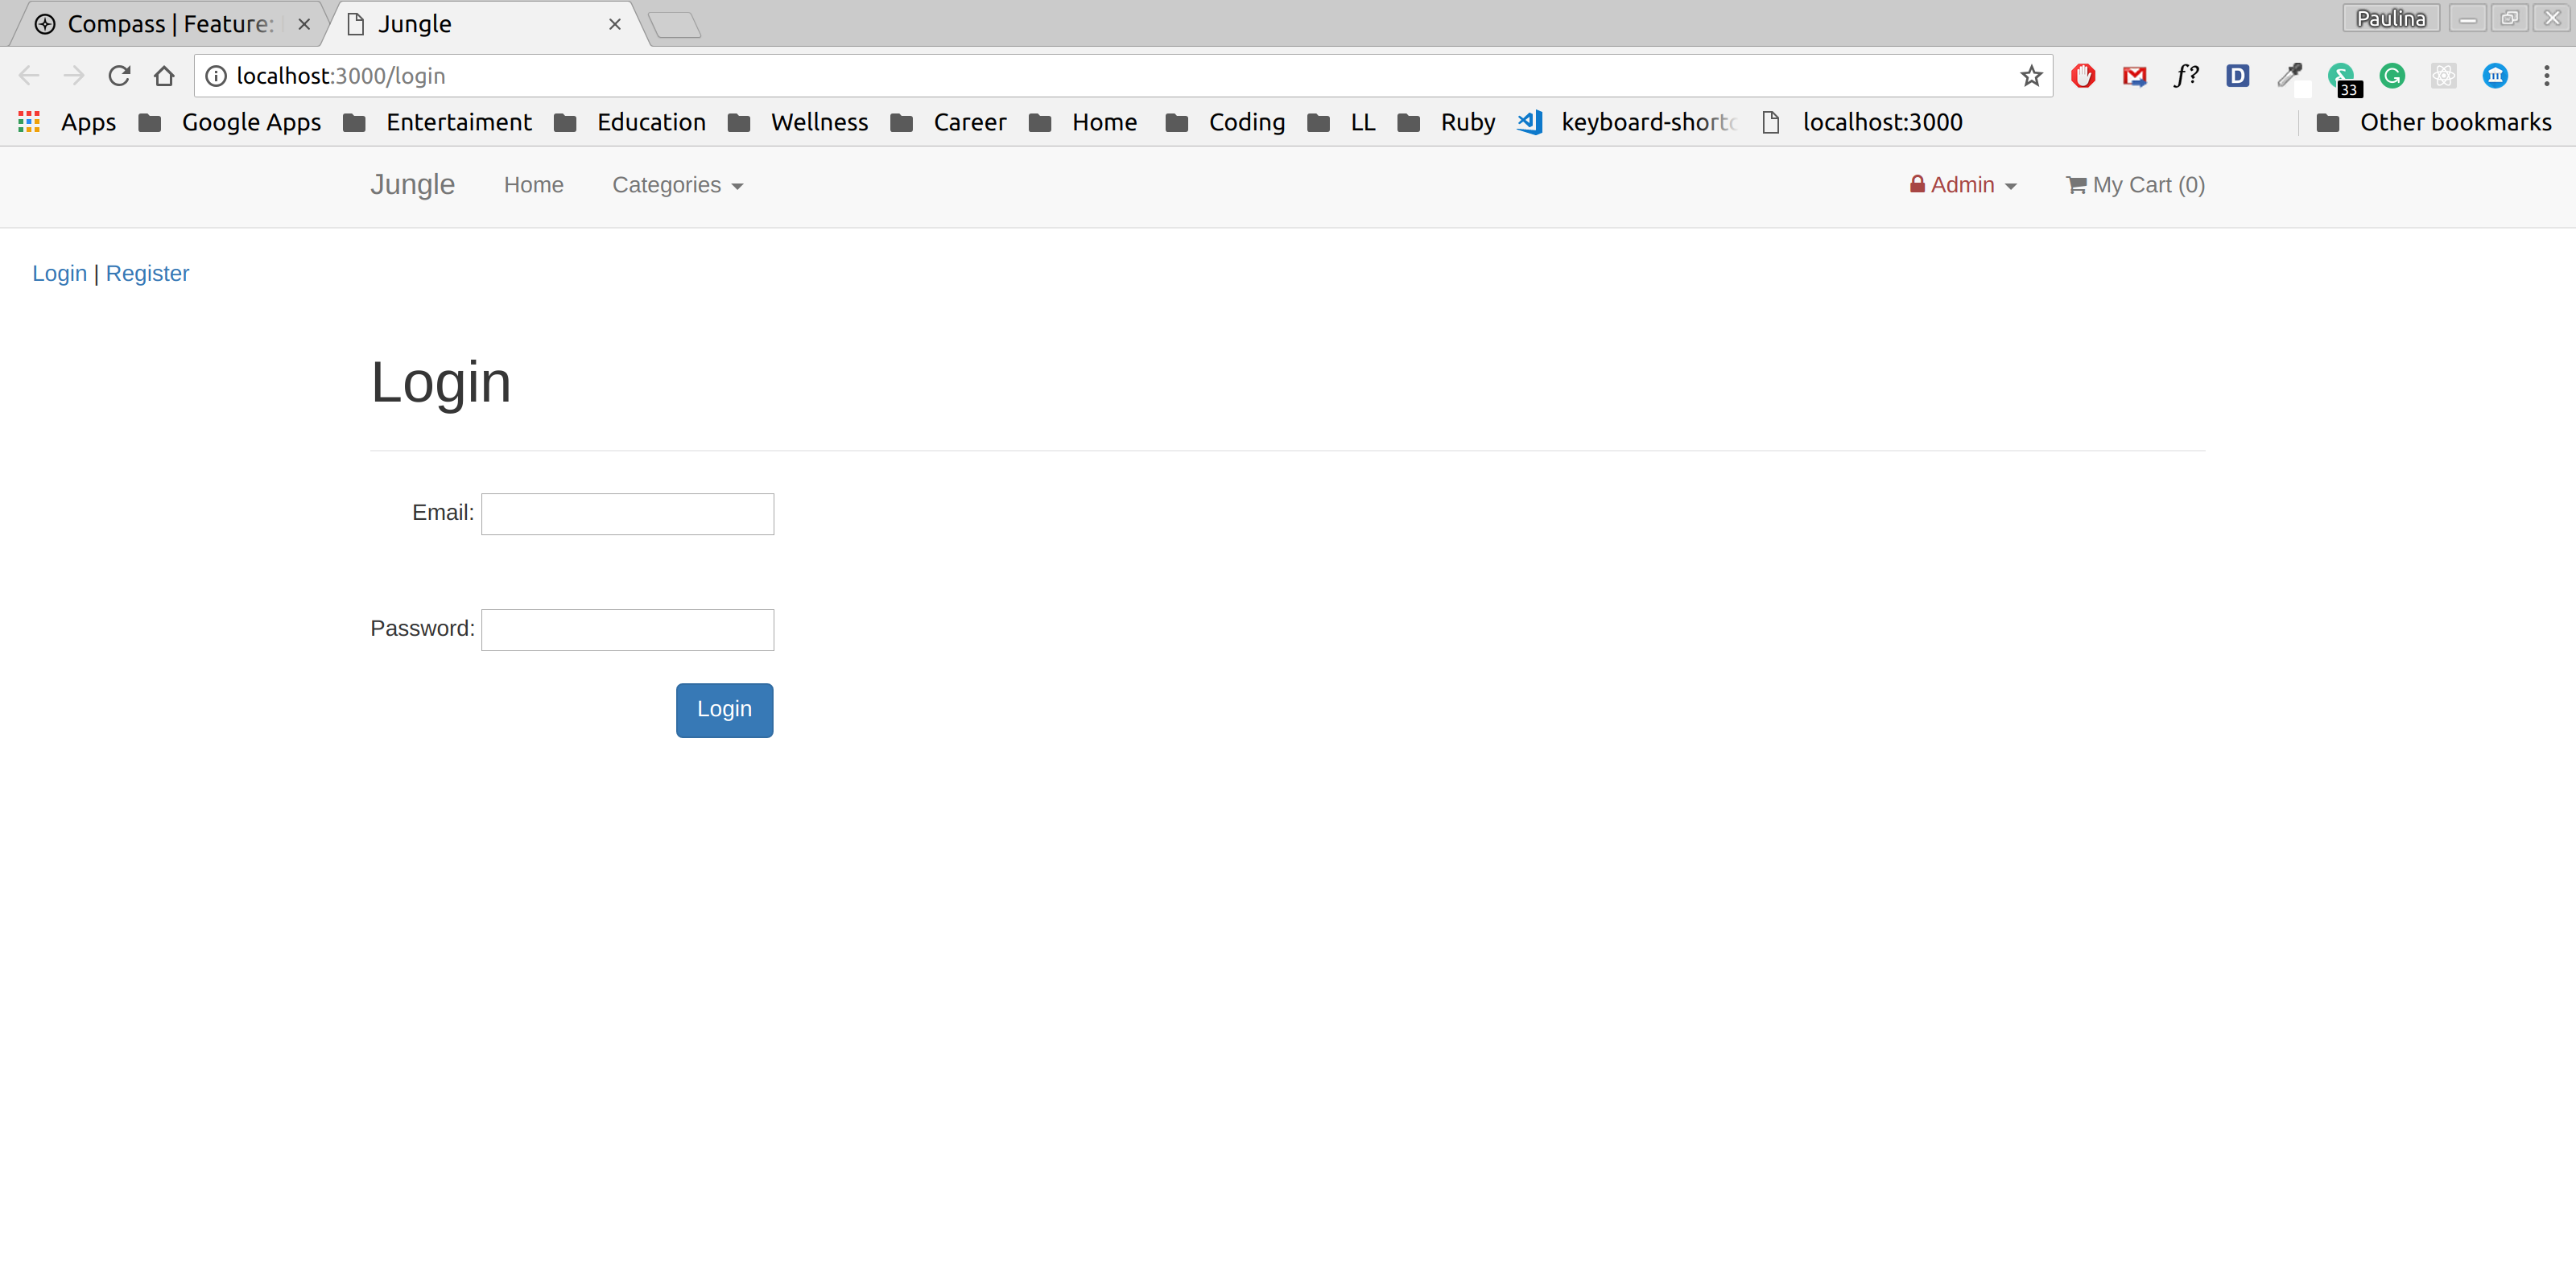 Compass | Feature:
Jungle
Paulina
localhost:3000/login
f?
D
33
G
Apps
Google Apps
Entertaiment
Education
Wellness
Career
Home
Coding
LL
Ruby
keyboard-shortc
localhost:3000
Other bookmarks
Jungle
Home
Categories
Admin
My Cart (0)
Login | Register
Login
Email:
Password:
Login